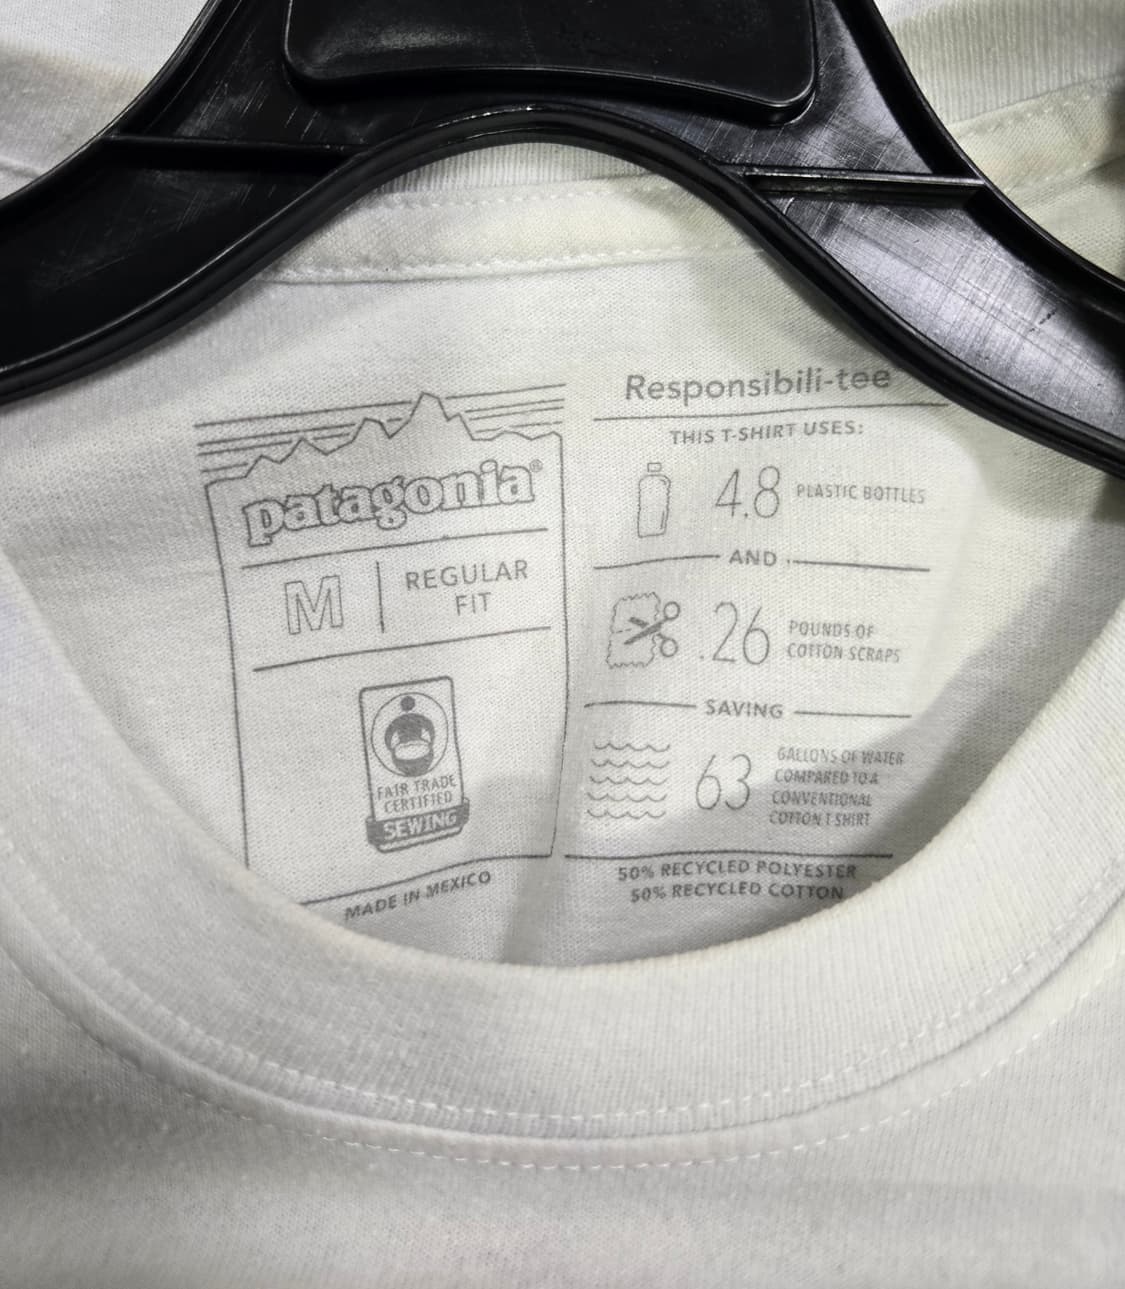 patagonia®
M
REGULAR
FIT
FAIR TRADE
CERTIFIED
SEWING
MADE IN MEXICO
Responsibili-tee
THIS T-SHIRT USES:
4.8 PLASTIC BOTTLES
AND
.26 POUNDS OF
COTTON SCRAPS
SAVING
63 GALLONS OF WATER
COMPARED TO A
CONVENTIONAL
COTTON T SHIRT
50% RECYCLED POLYESTER
50% RECYCLED COTTON